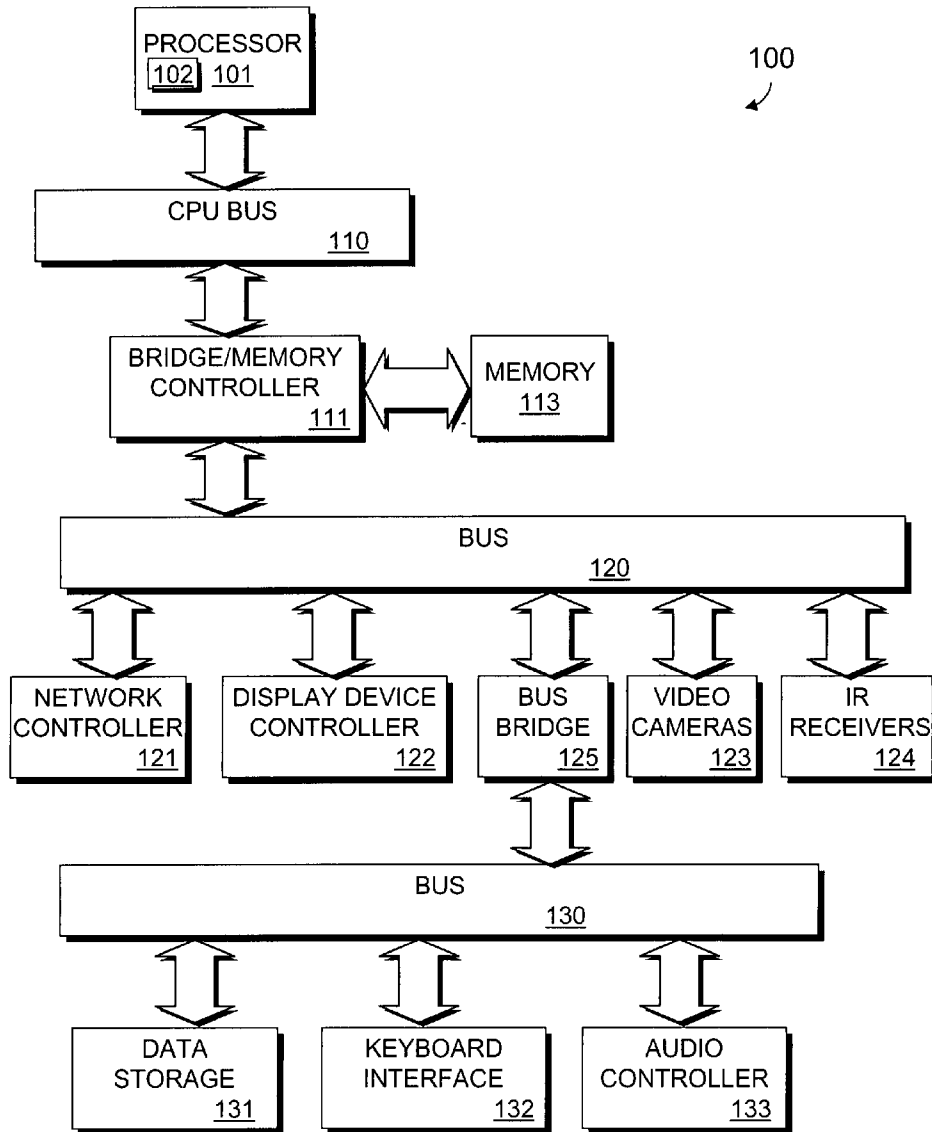 PROCESSOR
102 101
100
CPU BUS
110
BRIDGE/MEMORY
CONTROLLER
111
MEMORY
113
BUS
120
NETWORK
CONTROLLER
121
DISPLAY DEVICE
CONTROLLER
122
BUS
BRIDGE
125
VIDEO
CAMERAS
123
IR
RECEIVERS
124
BUS
130
DATA
STORAGE
131
KEYBOARD
INTERFACE
132
AUDIO
CONTROLLER
133